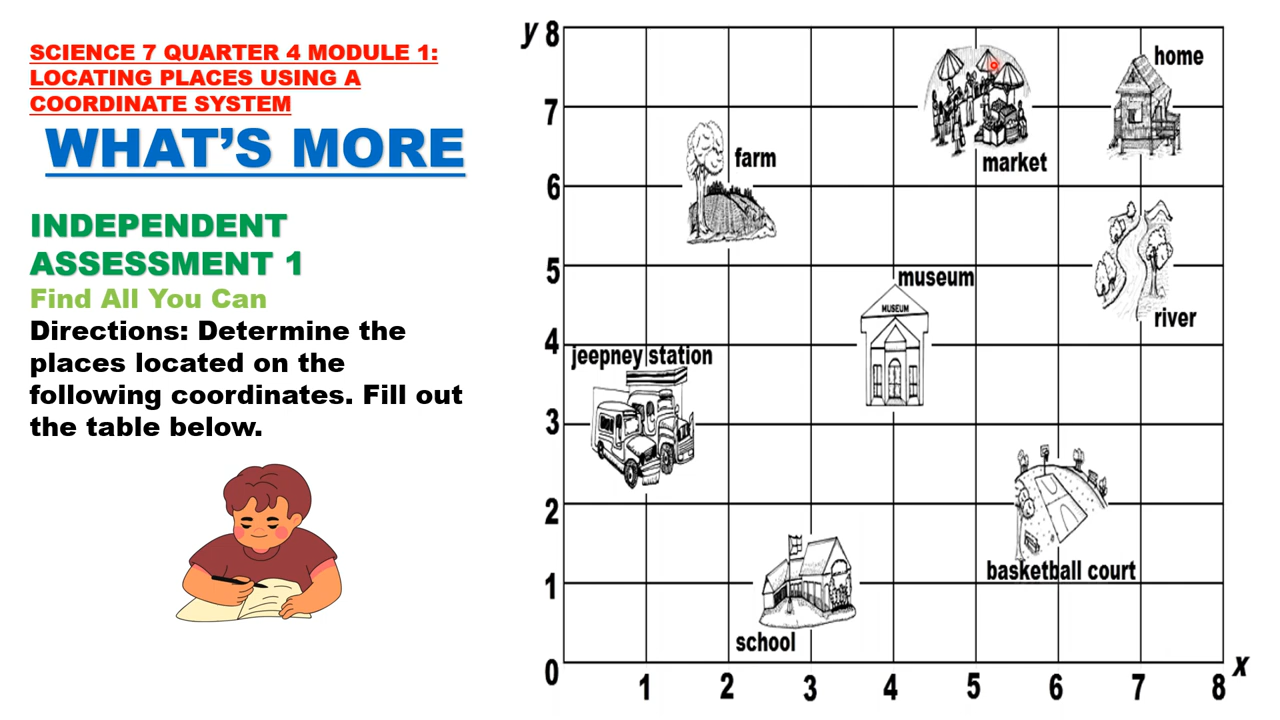 SCIENCE 7 QUARTER 4 MODULE 1:
LOCATING PLACES USING A
COORDINATE SYSTEM
WHAT'S MORE
INDEPENDENT
ASSESSMENT 1
Find All You Can
Directions: Determine the
places located on the
following coordinates. Fill out
the table below.
y 8
home
7
market
farm
6
5
museum
MUSEUM
river
4
jeepney station
3
2
basketball court
1
school
0
x
1 2 3 4 5 6 7 8